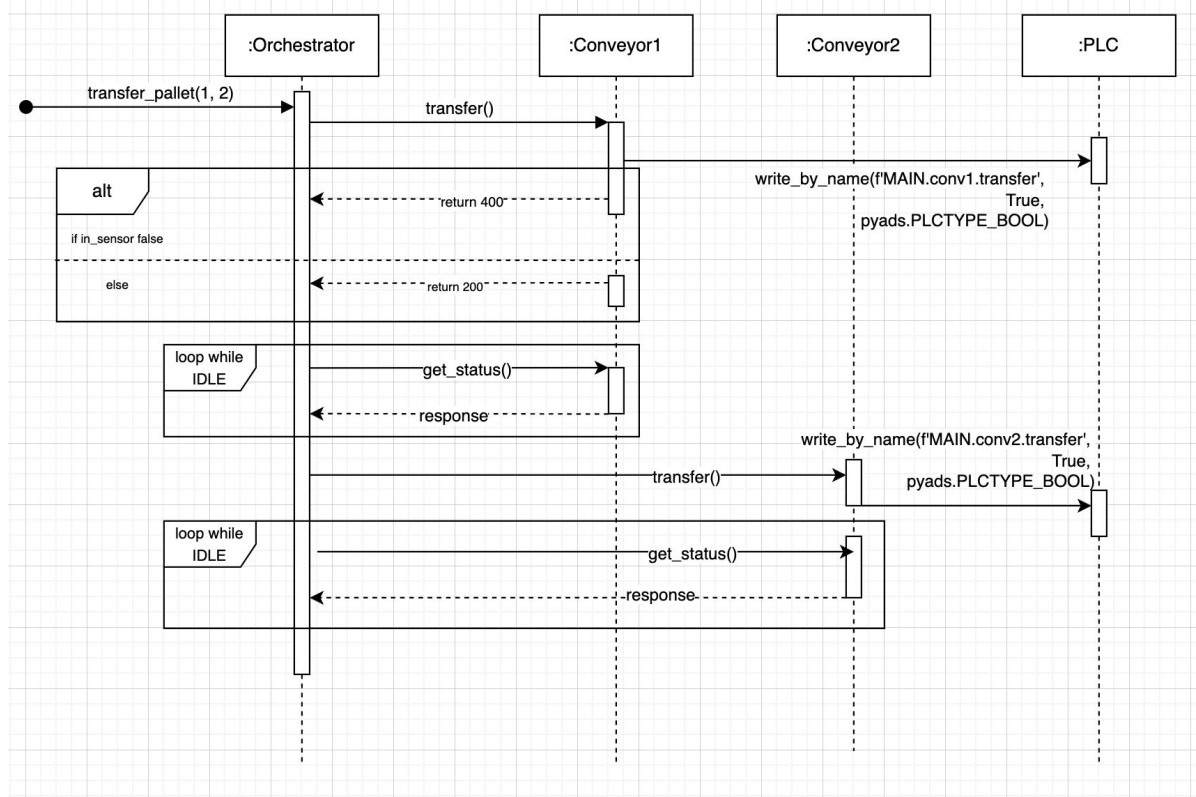 :Orchestrator
:Conveyor1
:Conveyor2
:PLC
transfer_pallet(1, 2)
transfer()
write_by_name(f'MAIN.conv1.transfer',
True,
pyads.PLCTYPE_BOOL)
alt
return 400
if in_sensor false
else
return 200
loop while
IDLE
get_status()
response
write_by_name(f'MAIN.conv2.transfer',
True,
pyads.PLCTYPE_BOOL)
transfer()
loop while
IDLE
get_status()
response